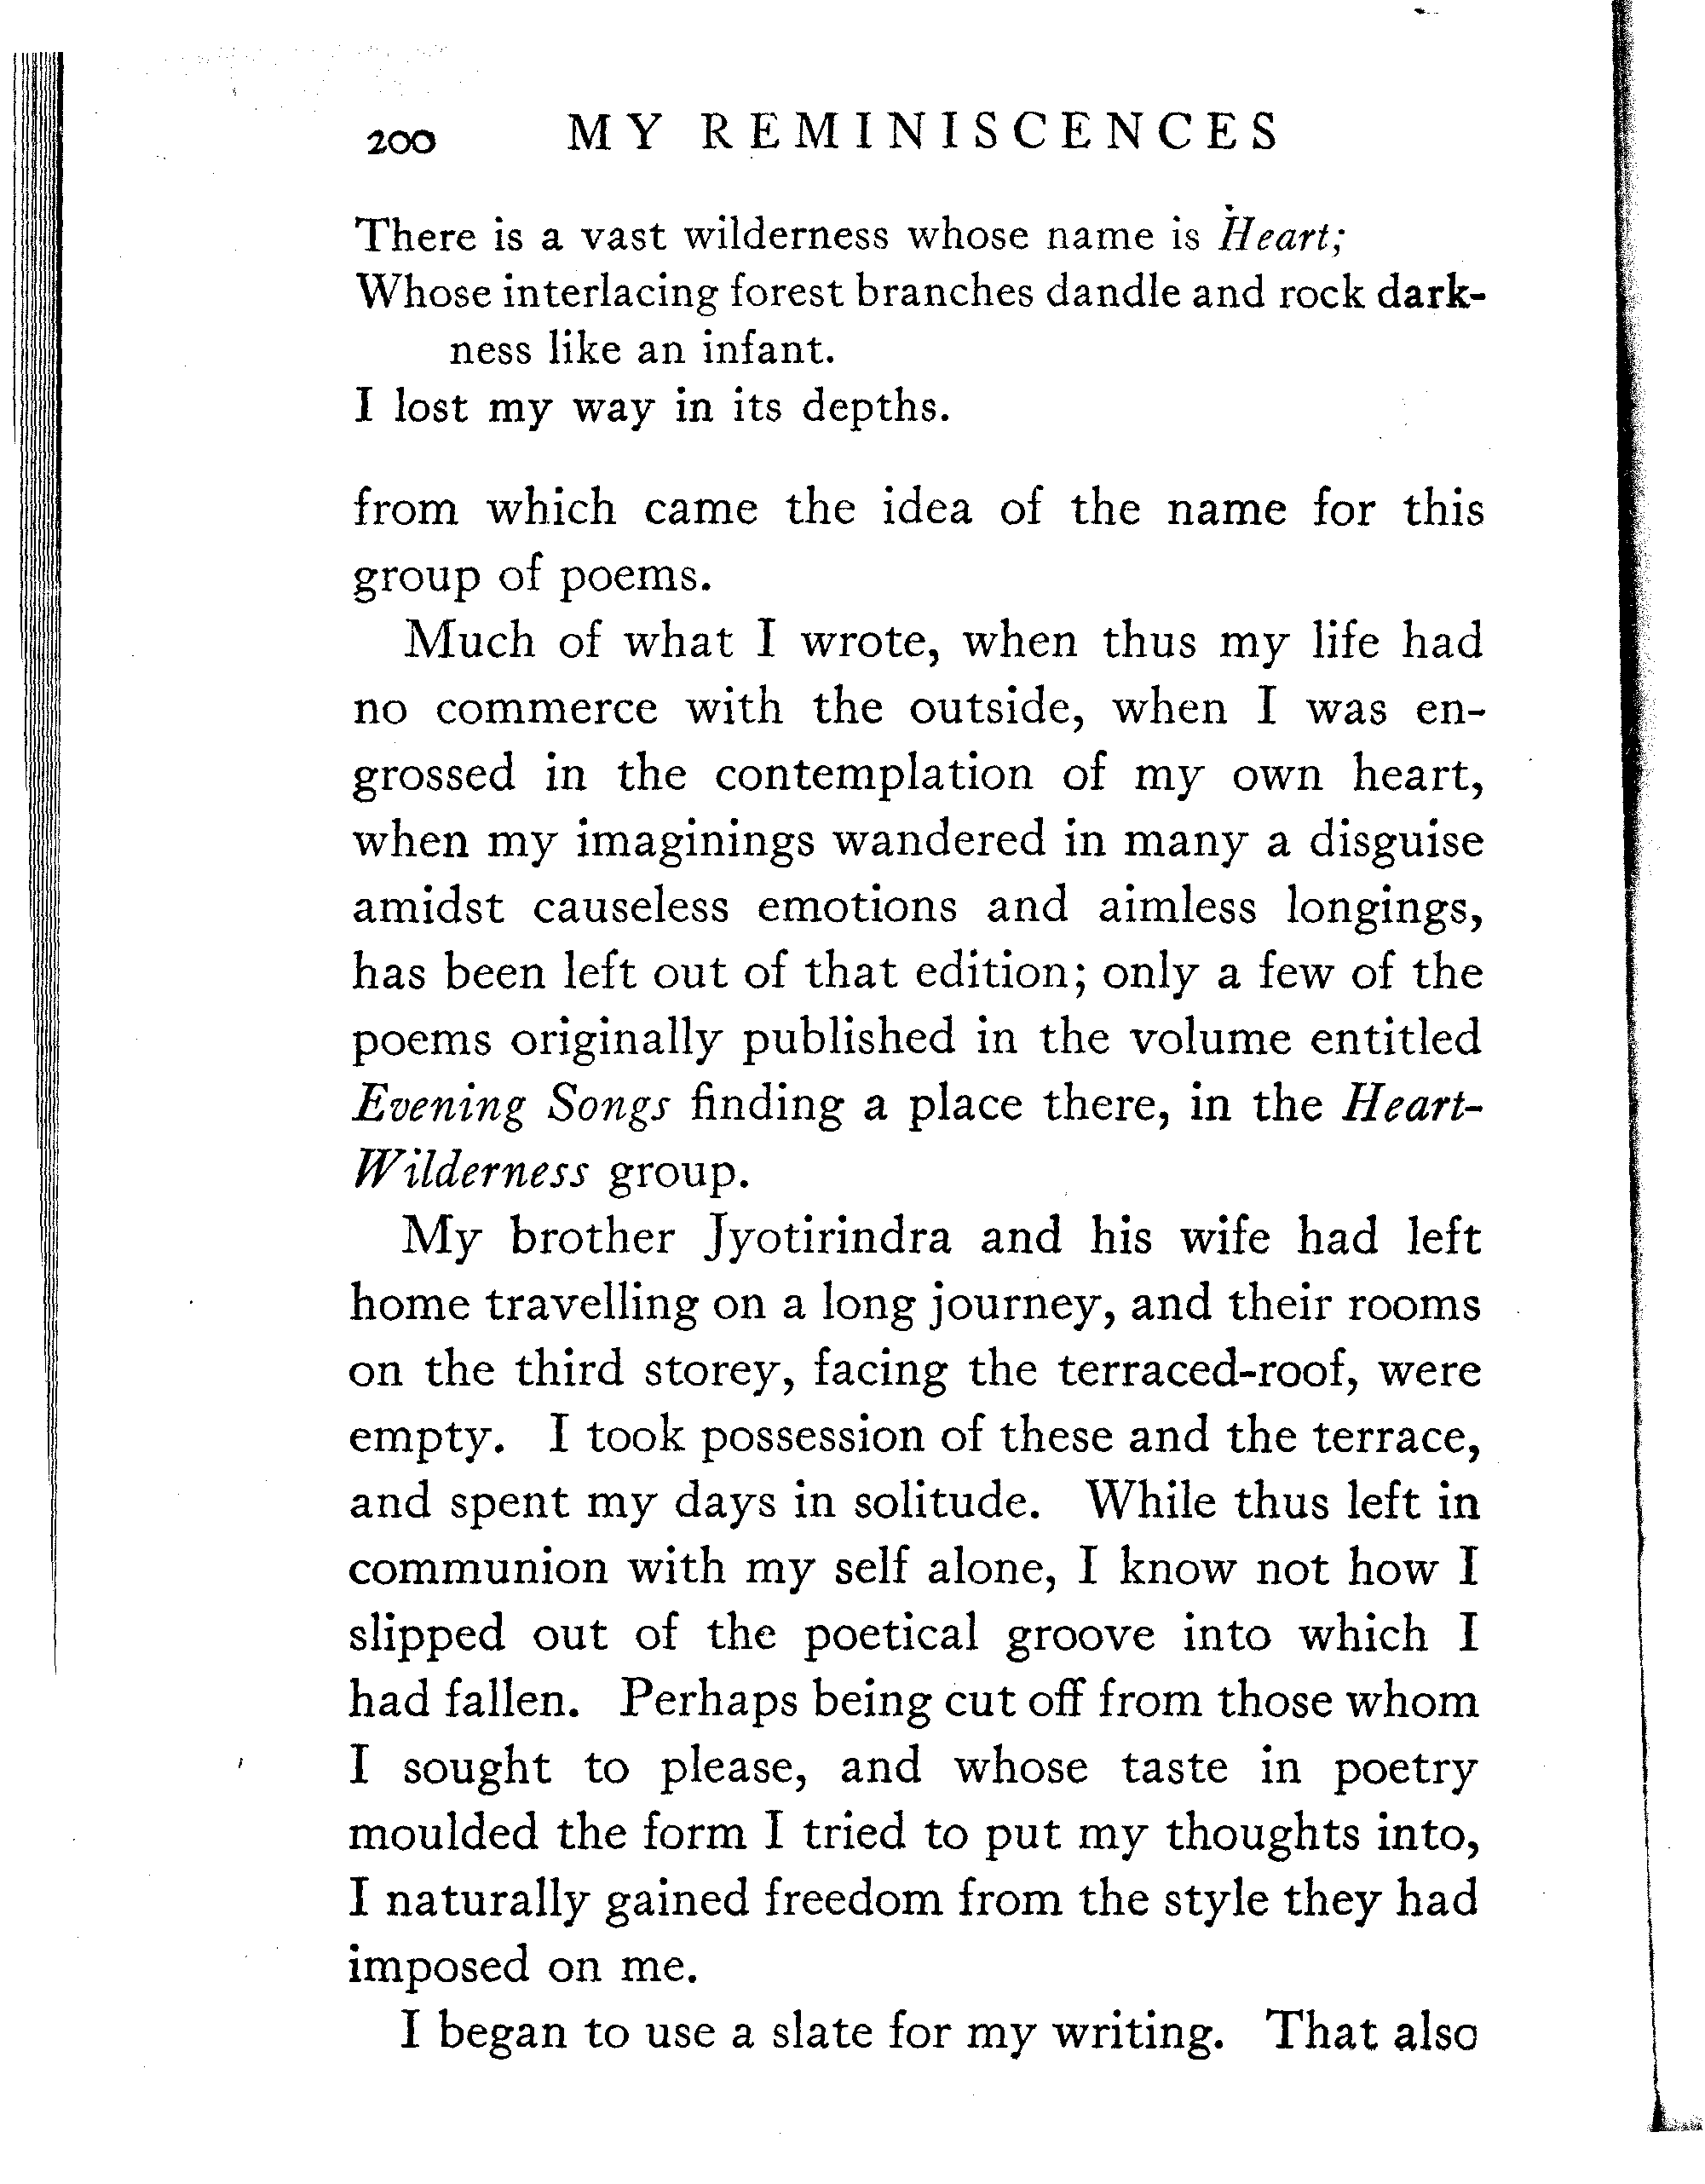 200 MY REMINISCENCES
There is a vast wilderness whose name is Heart;
Whose interlacing forest branches dandle and rock dark-
ness like an infant.
I lost my way in its depths.
from which came the idea of the name for this
group of poems.
Much of what I wrote, when thus my life had
no commerce with the outside, when I was en-
grossed in the contemplation of my own heart,
when my imaginings wandered in many a disguise
amidst causeless emotions and aimless longings,
has been left out of that edition; only a few of the
poems originally published in the volume entitled
Evening Songs finding a place there, in the Heart-
Wilderness group.
My brother Jyotirindra and his wife had left
home travelling on a long journey, and their rooms
on the third storey, facing the terraced-roof, were
empty. I took possession of these and the terrace,
and spent my days in solitude. While thus left in
communion with my self alone, I know not how I
slipped out of the poetical groove into which I
had fallen. Perhaps being cut off from those whom
I sought to please, and whose taste in poetry
moulded the form I tried to put my thoughts into,
I naturally gained freedom from the style they had
imposed on me.
I began to use a slate for my writing. That also